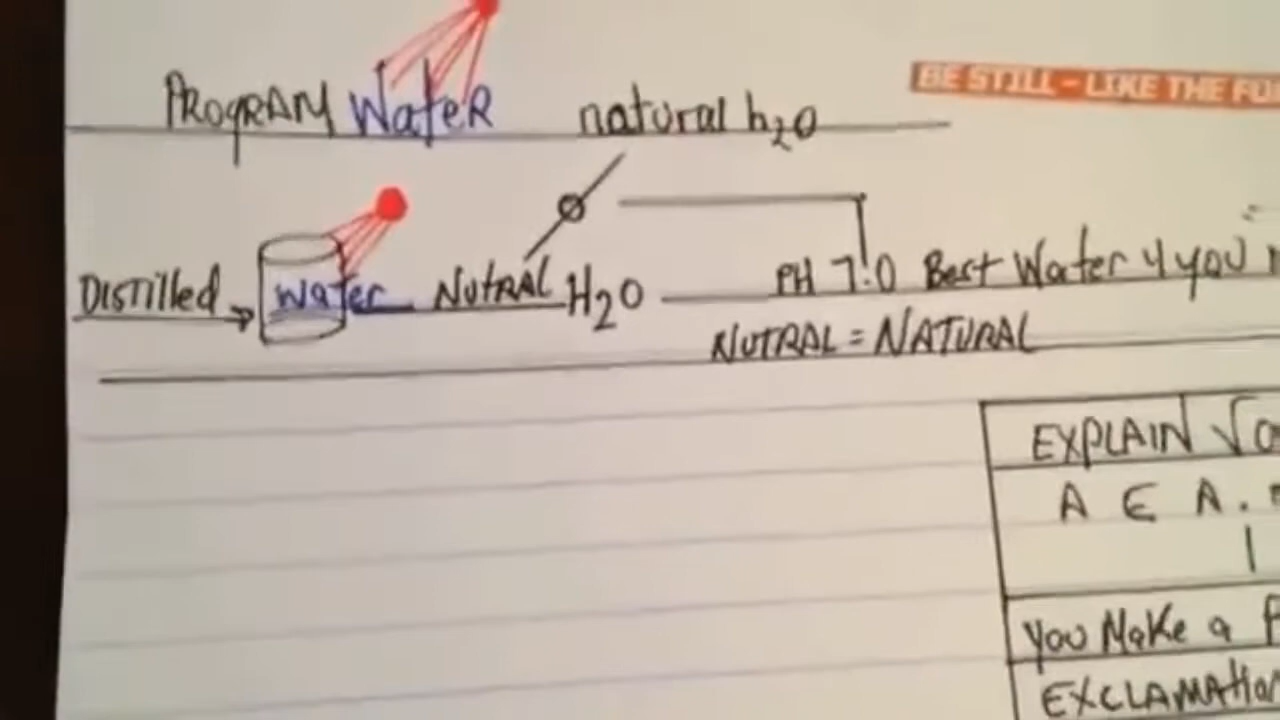 BE STILL - LIKE THE
PROGRAM WateR natural h2O
DIStilled Water NUtRAL H2O PH 7.0 Best Water 4 you
NUTRAL = NATURAL
EXPLAIN
A E A.
you Make a
EXCLAMAtion